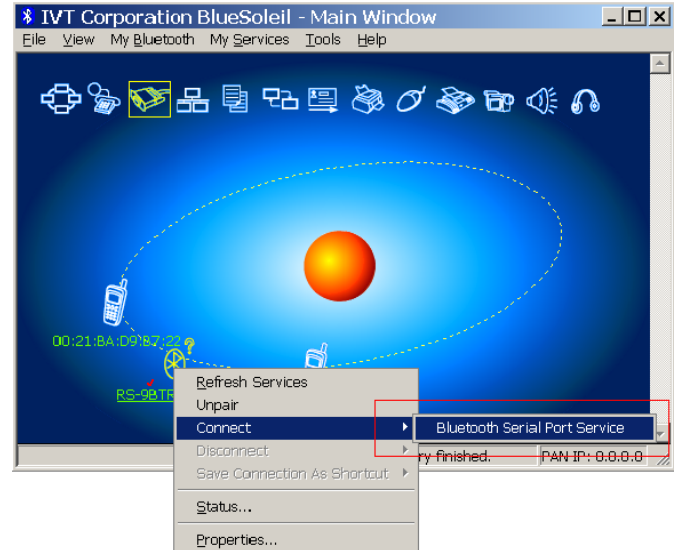 IVT Corporation BlueSoleil - Main Window
File View My Bluetooth My Services Tools Help
00:21:BA:D9:B7:22
?
RS-9BTR
Refresh Services
Unpair
Connect
Bluetooth Serial Port Service
Disconnect
ry finished. PAN IP: 0.0.0.0
Save Connection As Shortcut
Status...
Properties...